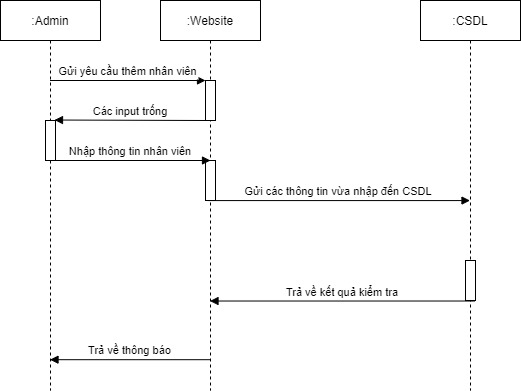 :Admin
:Website
:CSDL
Gửi yêu cầu thêm nhân viên
Các input trống
Nhập thông tin nhân viên
Gửi các thông tin vừa nhập đến CSDL
Trả về kết quả kiểm tra
Trả về thông báo